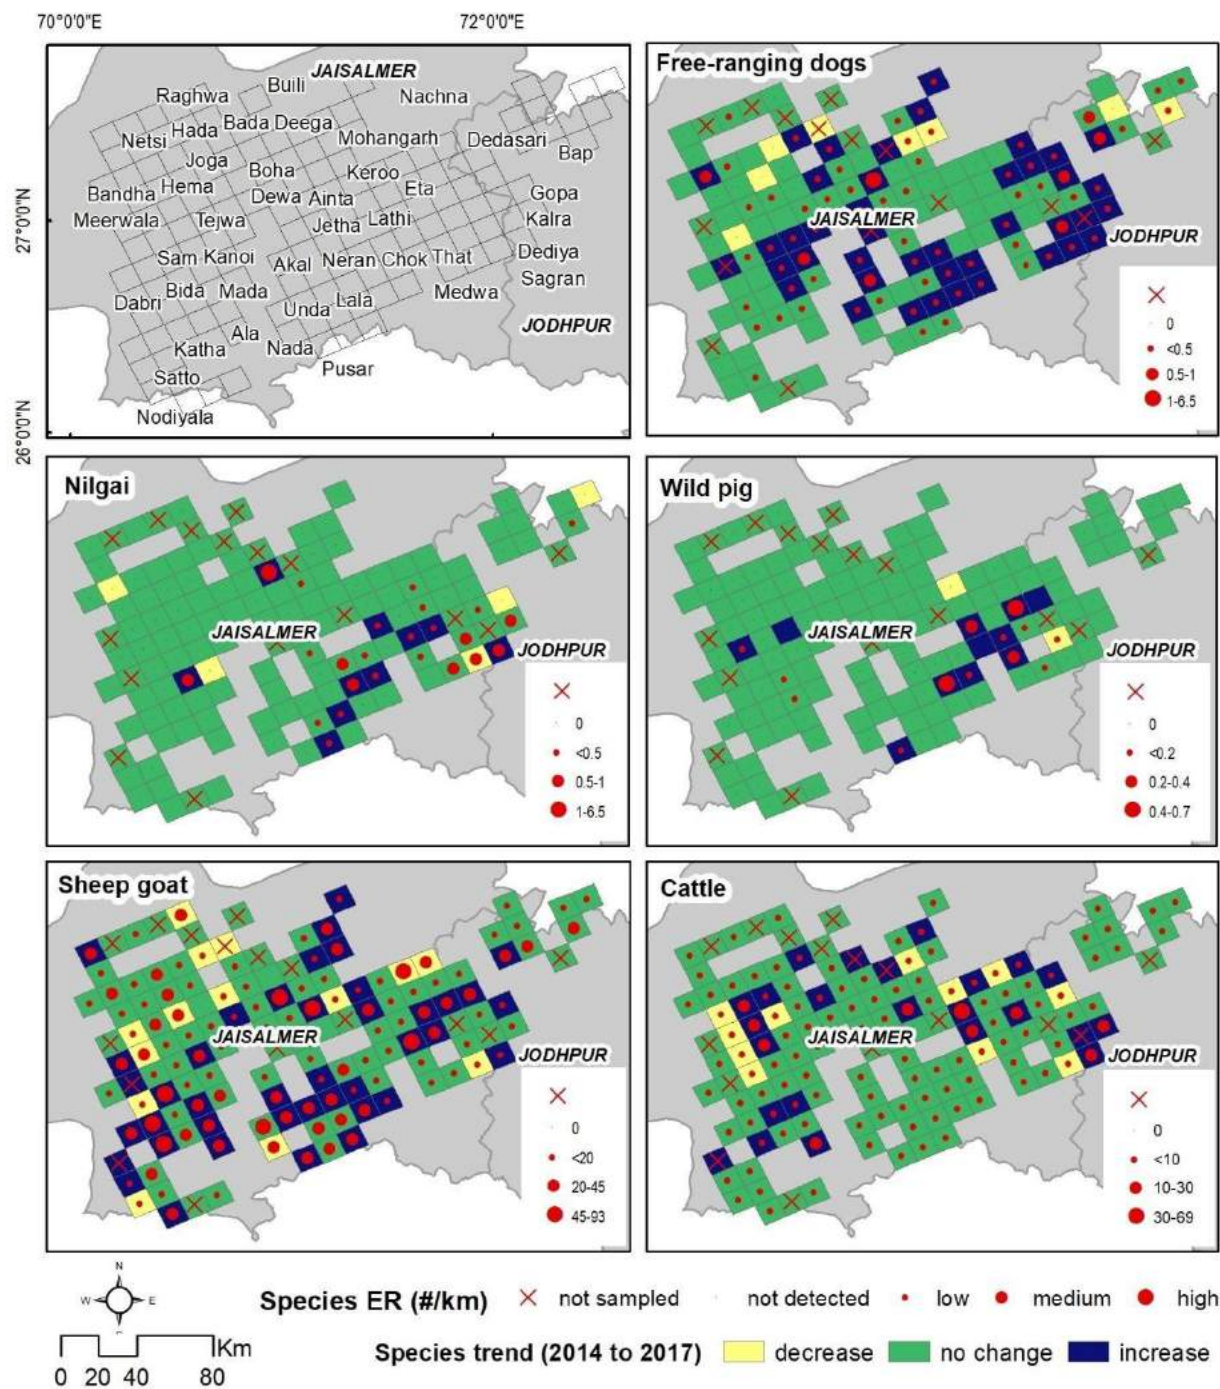 70°0'0"E
72°0'0"E
27°0'0"N
26°0'0"N
JAISALMER
Builí
Raghwa
Nachna
Bada Deega
Hada
Netsi
Mohangarh
Dedasari
Bap
Joga
Boha
Keroo
Hema
Eta
Bandha
Dewa
Ainta
Gopa
Meerwala
Tejwa
Jetha
Lathi
Kalra
Sam Kanoi
Akal
Neran
Chok
That
Dediya
Sagran
Bida
Mada
Dabri
Unda
Lala
Medwa
Ala
JODHPUR
Katha
Nada
Pusar
Satto
Nodiyala
Free-ranging dogs
JAISALMER
JODHPUR
0
<0.5
0.5-1
1-6.5
Nilgai
JAISALMER
JODHPUR
0
<0.5
0.5-1
1-6.5
Wild pig
JAISALMER
JODHPUR
0
<0.2
0.2-0.4
0.4-0.7
Sheep goat
JAISALMER
JODHPUR
0
<20
20-45
45-93
Cattle
JAISALMER
JODHPUR
0
<10
10-30
30-69
N
W
E
Km
0 20 40 80
Species ER (#/km) not sampled not detected low medium high
Species trend (2014 to 2017) decrease no change increase